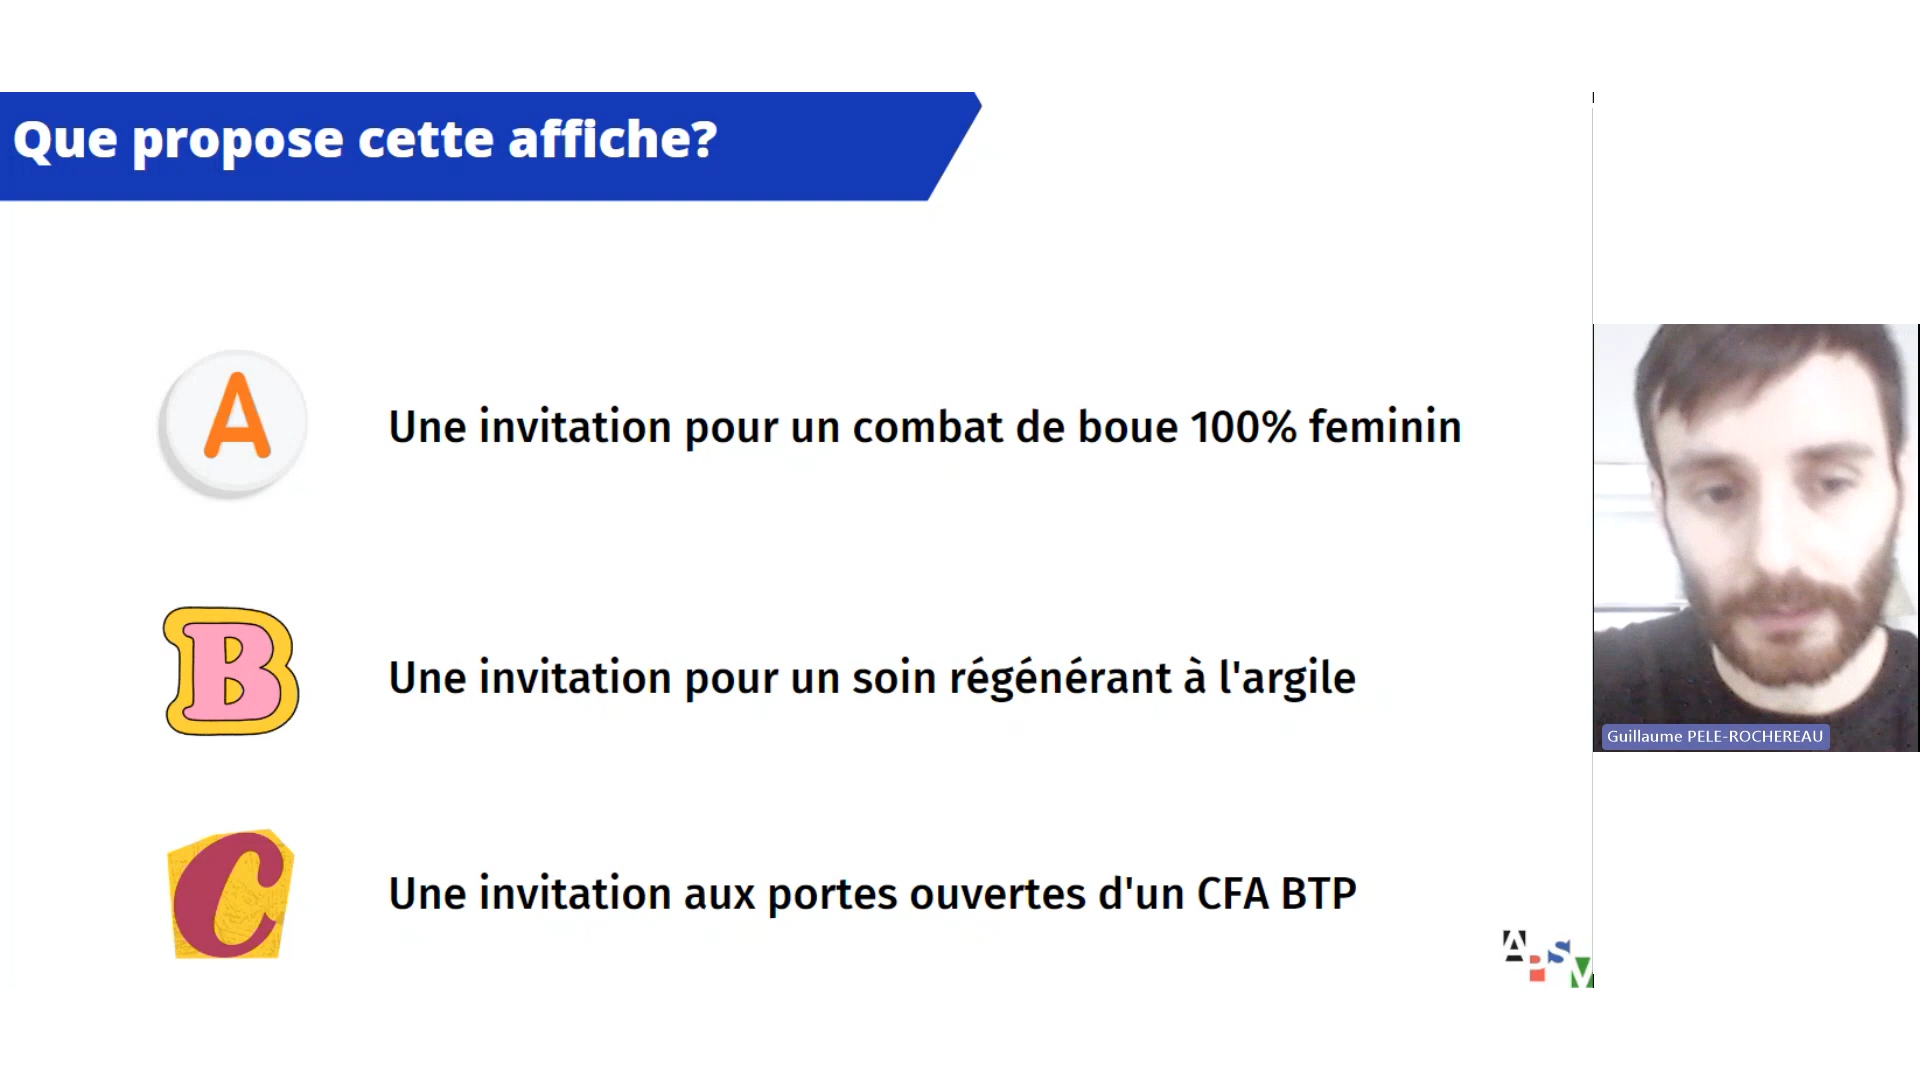 Que propose cette affiche?
A
Une invitation pour un combat de boue 100% feminin
B
Une invitation pour un soin régénérant à l'argile
C
Une invitation aux portes ouvertes d'un CFA BTP
APSV
Guillaume PELE-ROCHEREAU